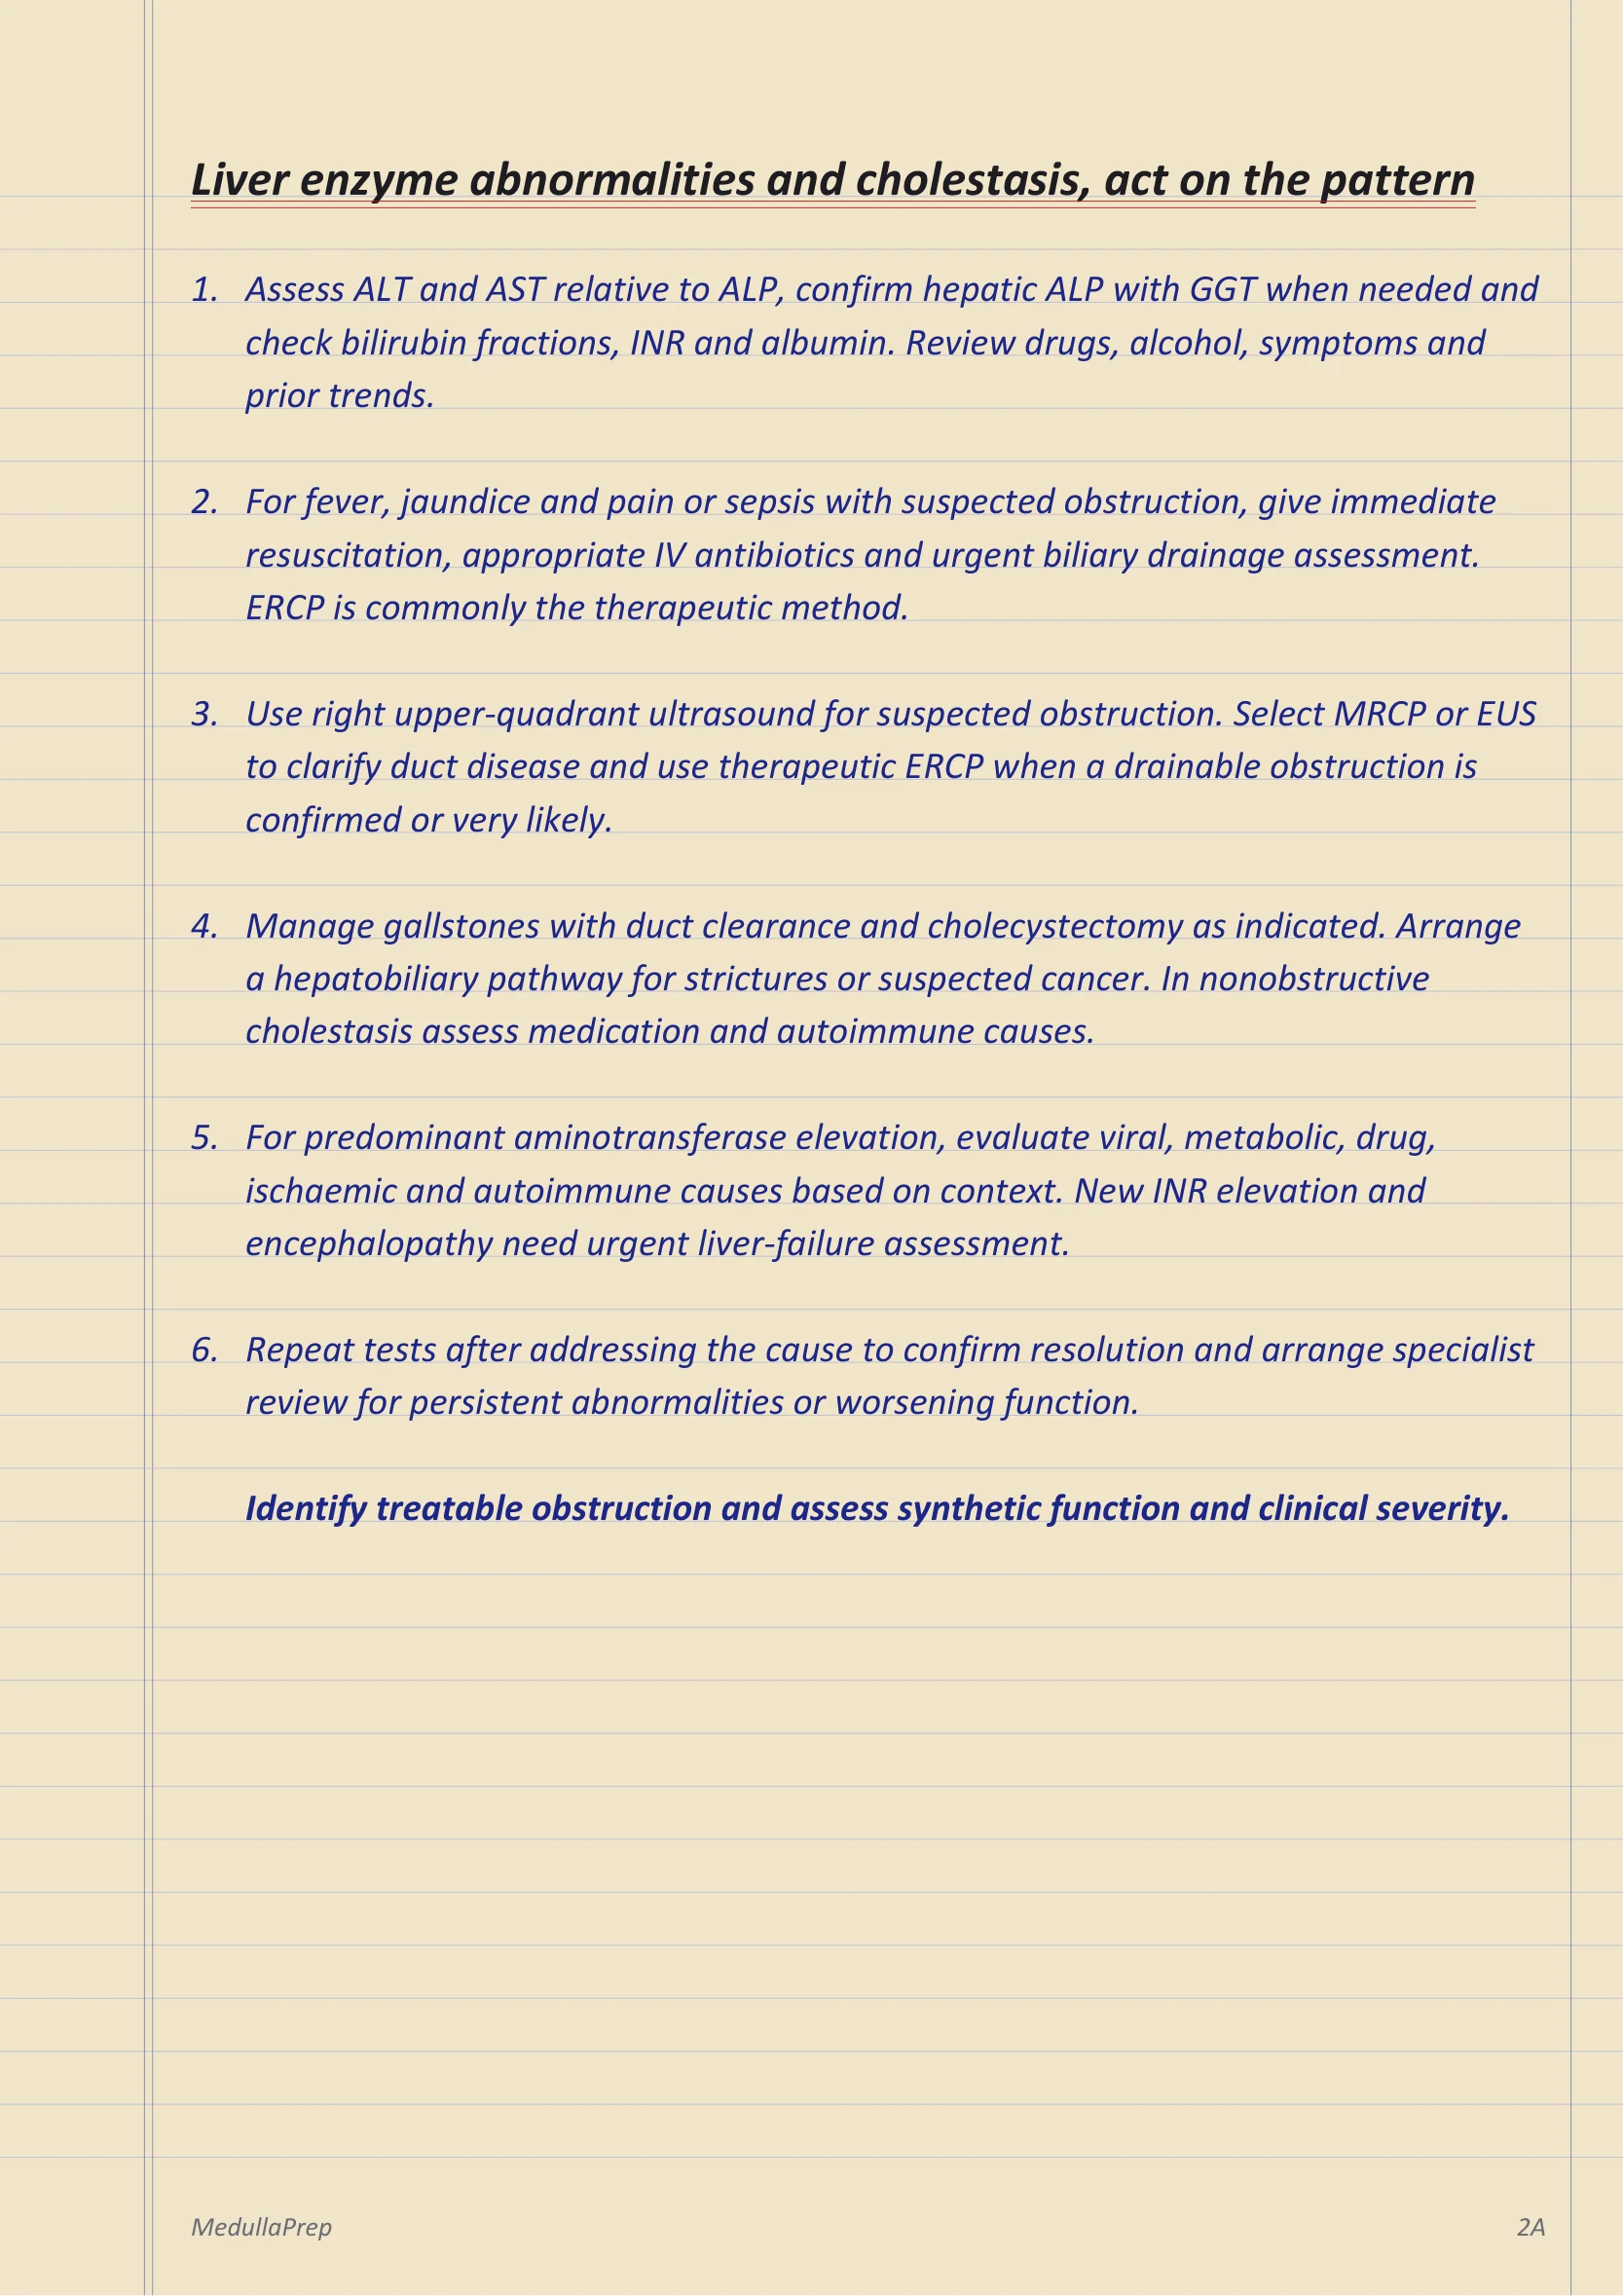 Liver enzyme abnormalities and cholestasis, act on the pattern
1. Assess ALT and AST relative to ALP, confirm hepatic ALP with GGT when needed and
check bilirubin fractions, INR and albumin. Review drugs, alcohol, symptoms and
prior trends.
2. For fever, jaundice and pain or sepsis with suspected obstruction, give immediate
resuscitation, appropriate IV antibiotics and urgent biliary drainage assessment.
ERCP is commonly the therapeutic method.
3. Use right upper-quadrant ultrasound for suspected obstruction. Select MRCP or EUS
to clarify duct disease and use therapeutic ERCP when a drainable obstruction is
confirmed or very likely.
4. Manage gallstones with duct clearance and cholecystectomy as indicated. Arrange
a hepatobiliary pathway for strictures or suspected cancer. In nonobstructive
cholestasis assess medication and autoimmune causes.
5. For predominant aminotransferase elevation, evaluate viral, metabolic, drug,
ischaemic and autoimmune causes based on context. New INR elevation and
encephalopathy need urgent liver-failure assessment.
6. Repeat tests after addressing the cause to confirm resolution and arrange specialist
review for persistent abnormalities or worsening function.
Identify treatable obstruction and assess synthetic function and clinical severity.
MedullaPrep
2A